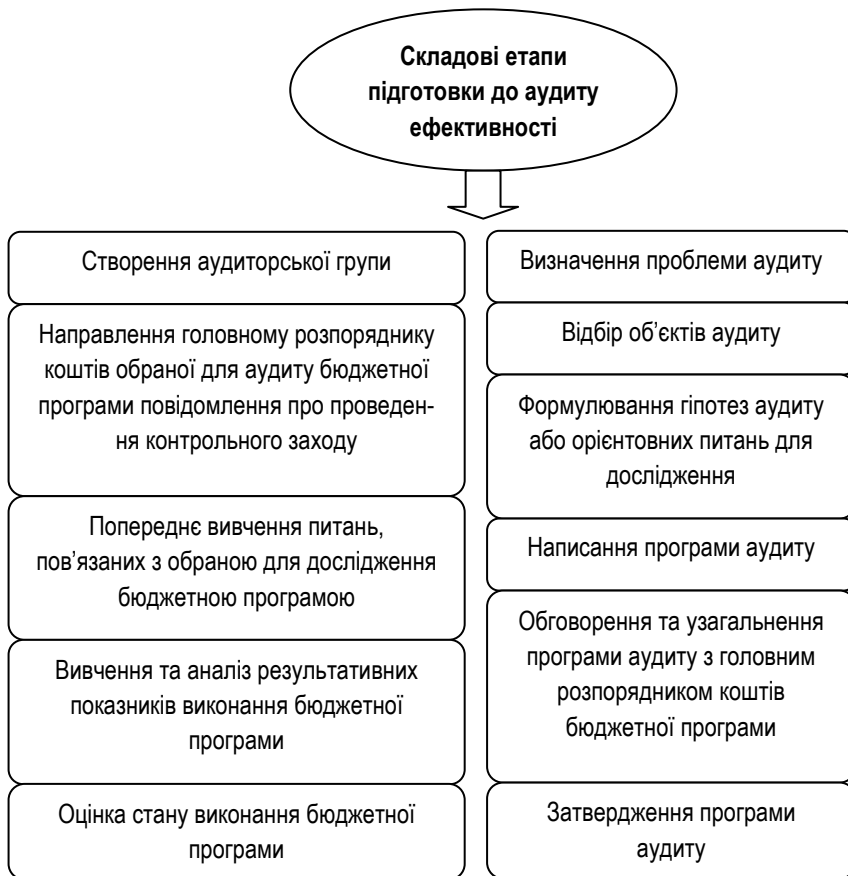 Складові етапи
підготовки до аудиту
ефективності
Створення аудиторської групи
Направлення головному розпоряднику
коштів обраної для аудиту бюджетної
програми повідомлення про проведен-
ня контрольного заходу
Попереднє вивчення питань,
пов’язаних з обраною для дослідження
бюджетною програмою
Вивчення та аналіз результативних
показників виконання бюджетної
програми
Оцінка стану виконання бюджетної
програми
Визначення проблеми аудиту
Відбір об’єктів аудиту
Формулювання гіпотез аудиту
або орієнтовних питань для
дослідження
Написання програми аудиту
Обговорення та узагальнення
програми аудиту з головним
розпорядником коштів
бюджетної програми
Затвердження програми
аудиту